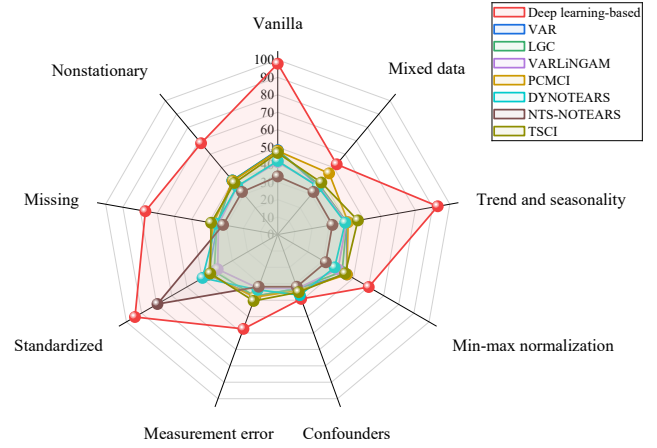 Vanilla
Deep learning-based
VAR
LGC
VARLiNGAM
PCMCI
DYNOTEARS
NTS-NOTEARS
TSCI
Nonstationary
Mixed data
100
90
80
70
60
50
40
30
20
10
0
Missing
Trend and seasonality
Standardized
Min-max normalization
Measurement error
Confounders